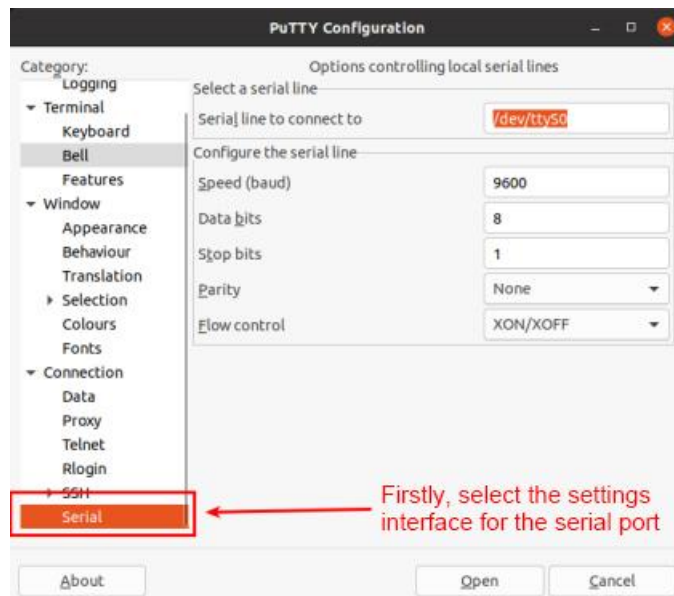 PuTTY Configuration
Category:
Options controlling local serial lines
Logging
Terminal
Keyboard
Bell
Features
Window
Appearance
Behaviour
Translation
Selection
Colours
Fonts
Connection
Data
Proxy
Telnet
Rlogin
SSH
Serial
Select a serial line
Serial line to connect to
/dev/ttyS0
Configure the serial line
Speed (baud)
9600
Data bits
8
Stop bits
1
Parity
None
Flow control
XON/XOFF
Firstly, select the settings
interface for the serial port
About
Open
Cancel